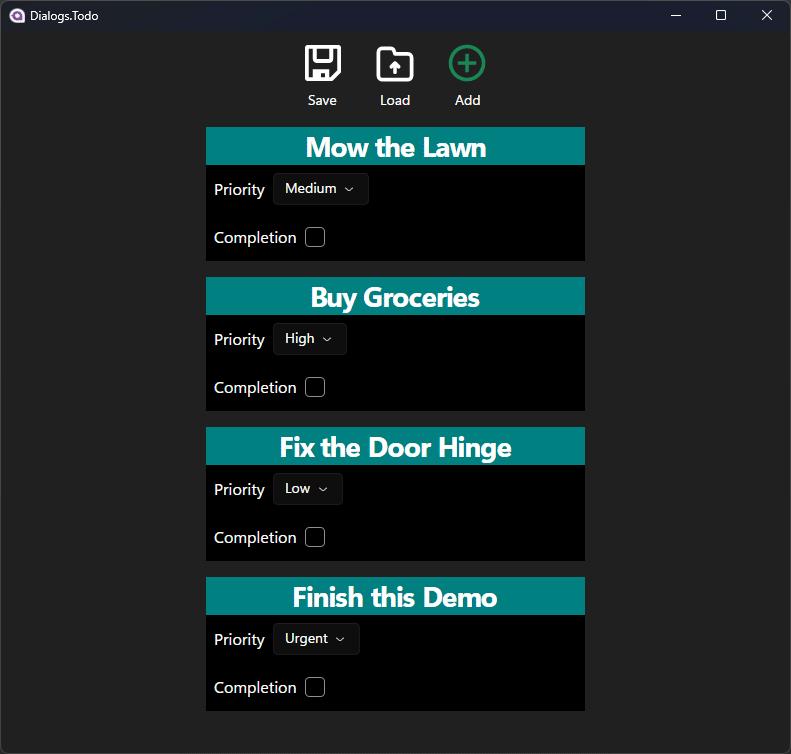 Dialogs.Todo
Save Load Add
Mow the Lawn
Priority Medium
Completion
Buy Groceries
Priority High
Completion
Fix the Door Hinge
Priority Low
Completion
Finish this Demo
Priority Urgent
Completion